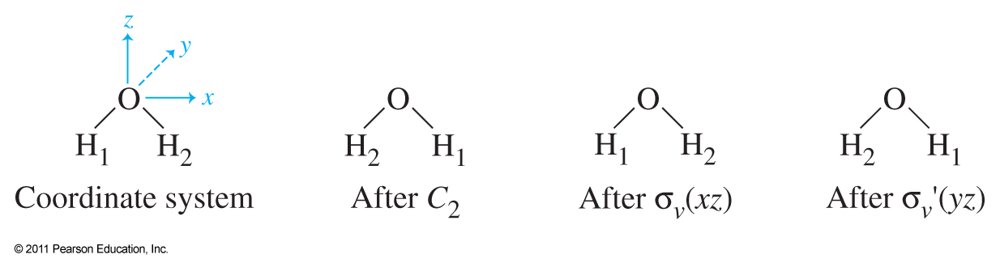 z
y
O
x
H₁ H₂
Coordinate system
O
H₂ H₁
After C₂
O
H₁ H₂
After σᵥ(xz)
O
H₂ H₁
After σᵥ'(yz)
© 2011 Pearson Education, Inc.